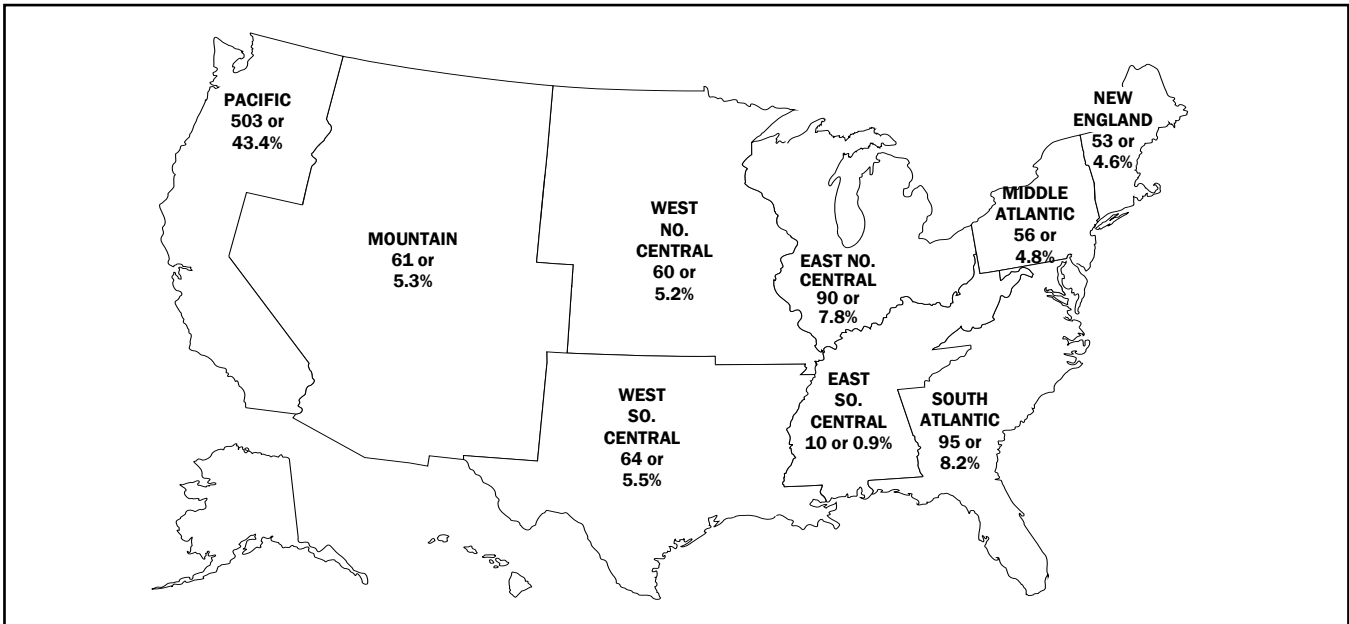 PACIFIC
503 or
43.4%
MOUNTAIN
61 or
5.3%
WEST
NO.
CENTRAL
60 or
5.2%
EAST NO.
CENTRAL
90 or
7.8%
NEW
ENGLAND
53 or
4.6%
MIDDLE
ATLANTIC
56 or
4.8%
WEST
SO.
CENTRAL
64 or
5.5%
EAST
SO.
CENTRAL
10 or 0.9%
SOUTH
ATLANTIC
95 or
8.2%